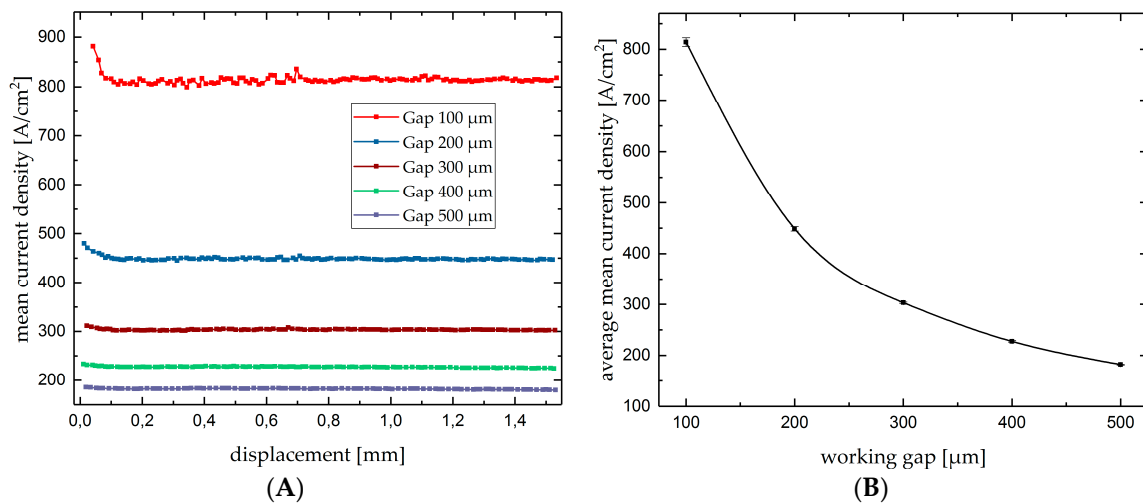 mean current density [A/cm²]
900
800
700
600
500
400
300
200
0,0 0,2 0,4 0,6 0,8 1,0 1,2 1,4
displacement [mm]
Gap 100 µm
Gap 200 µm
Gap 300 µm
Gap 400 µm
Gap 500 µm
(A)
average mean current density [A/cm²]
800
700
600
500
400
300
200
100
100 200 300 400 500
working gap [µm]
(B)